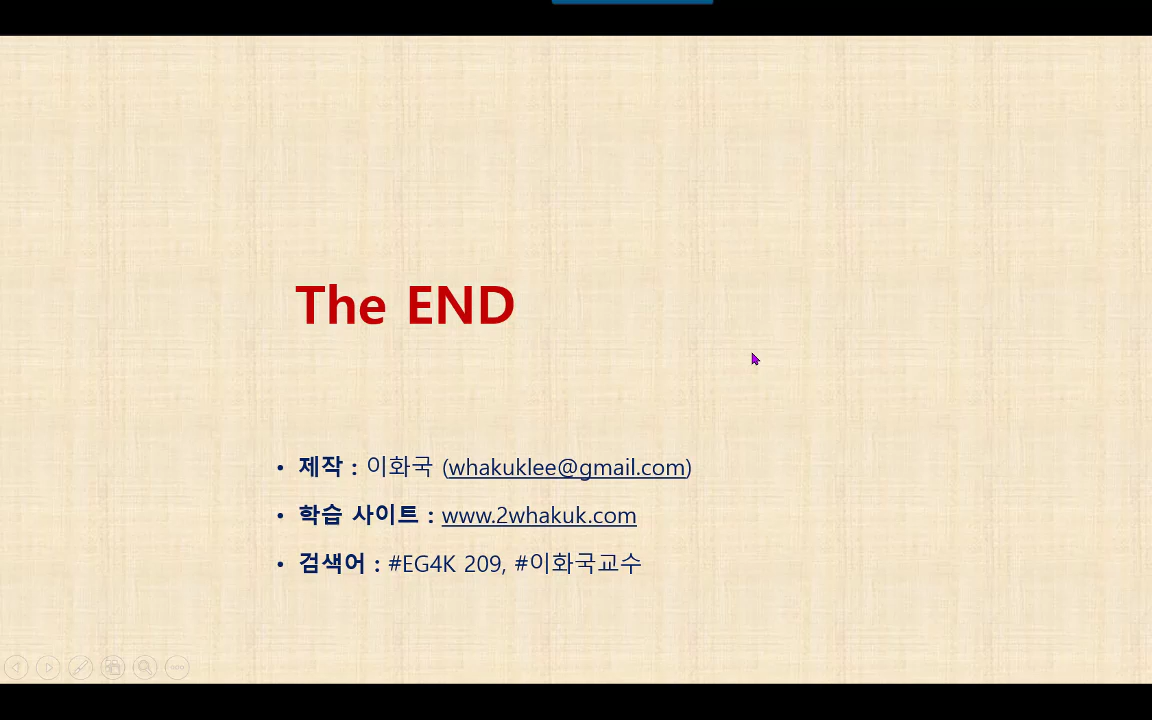 The END
• 제작 : 이화국 (whakuklee@gmail.com)
• 학습 사이트 : www.2whakuk.com
• 검색어 : #EG4K 209, #이화국교수